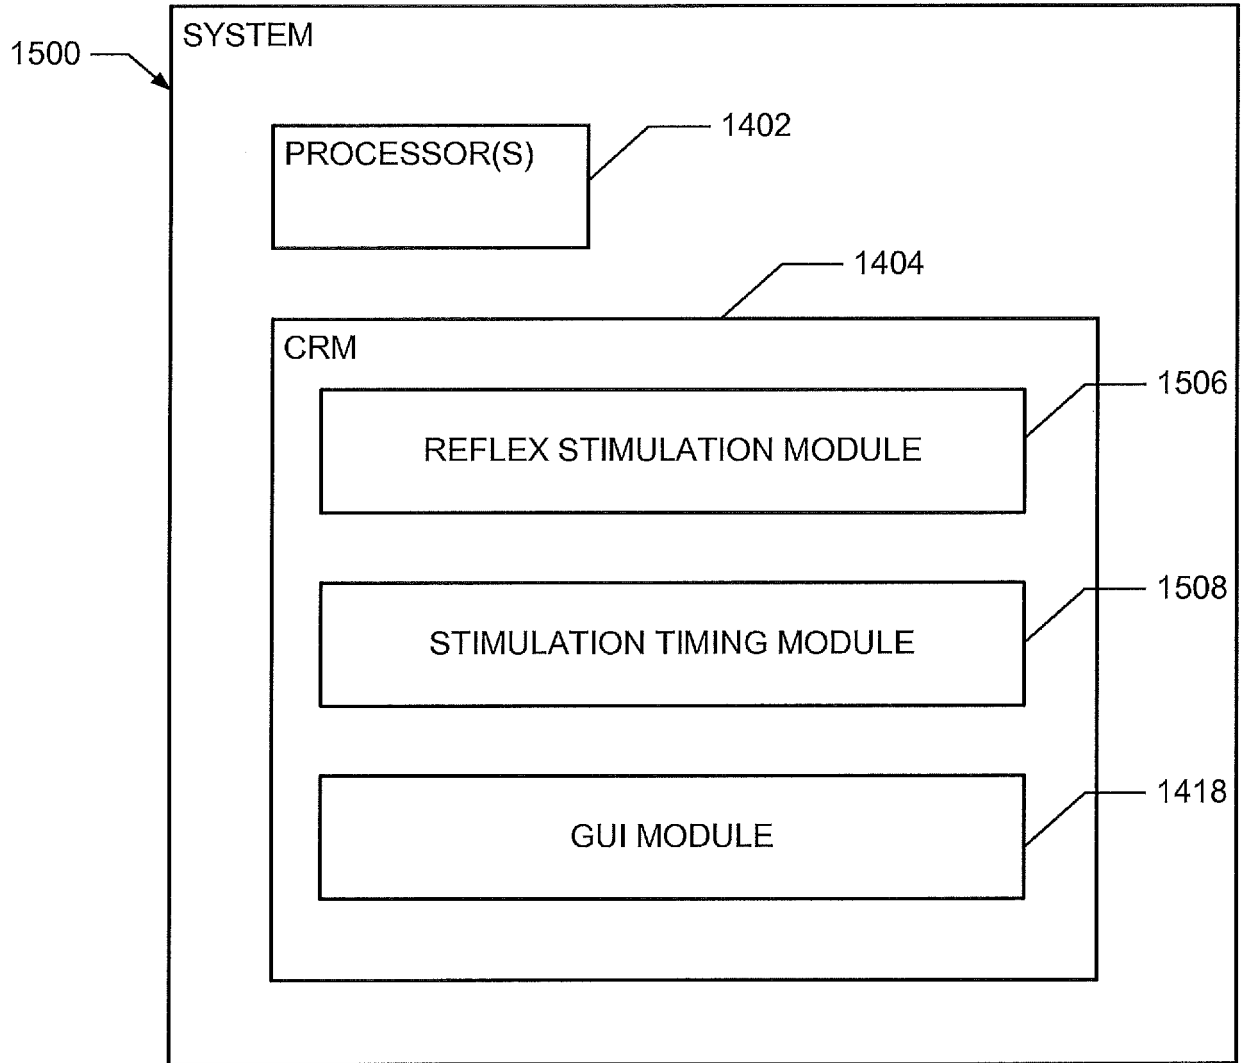 SYSTEM
1500
1402
PROCESSOR(S)
1404
CRM
1506
REFLEX STIMULATION MODULE
1508
STIMULATION TIMING MODULE
1418
GUI MODULE